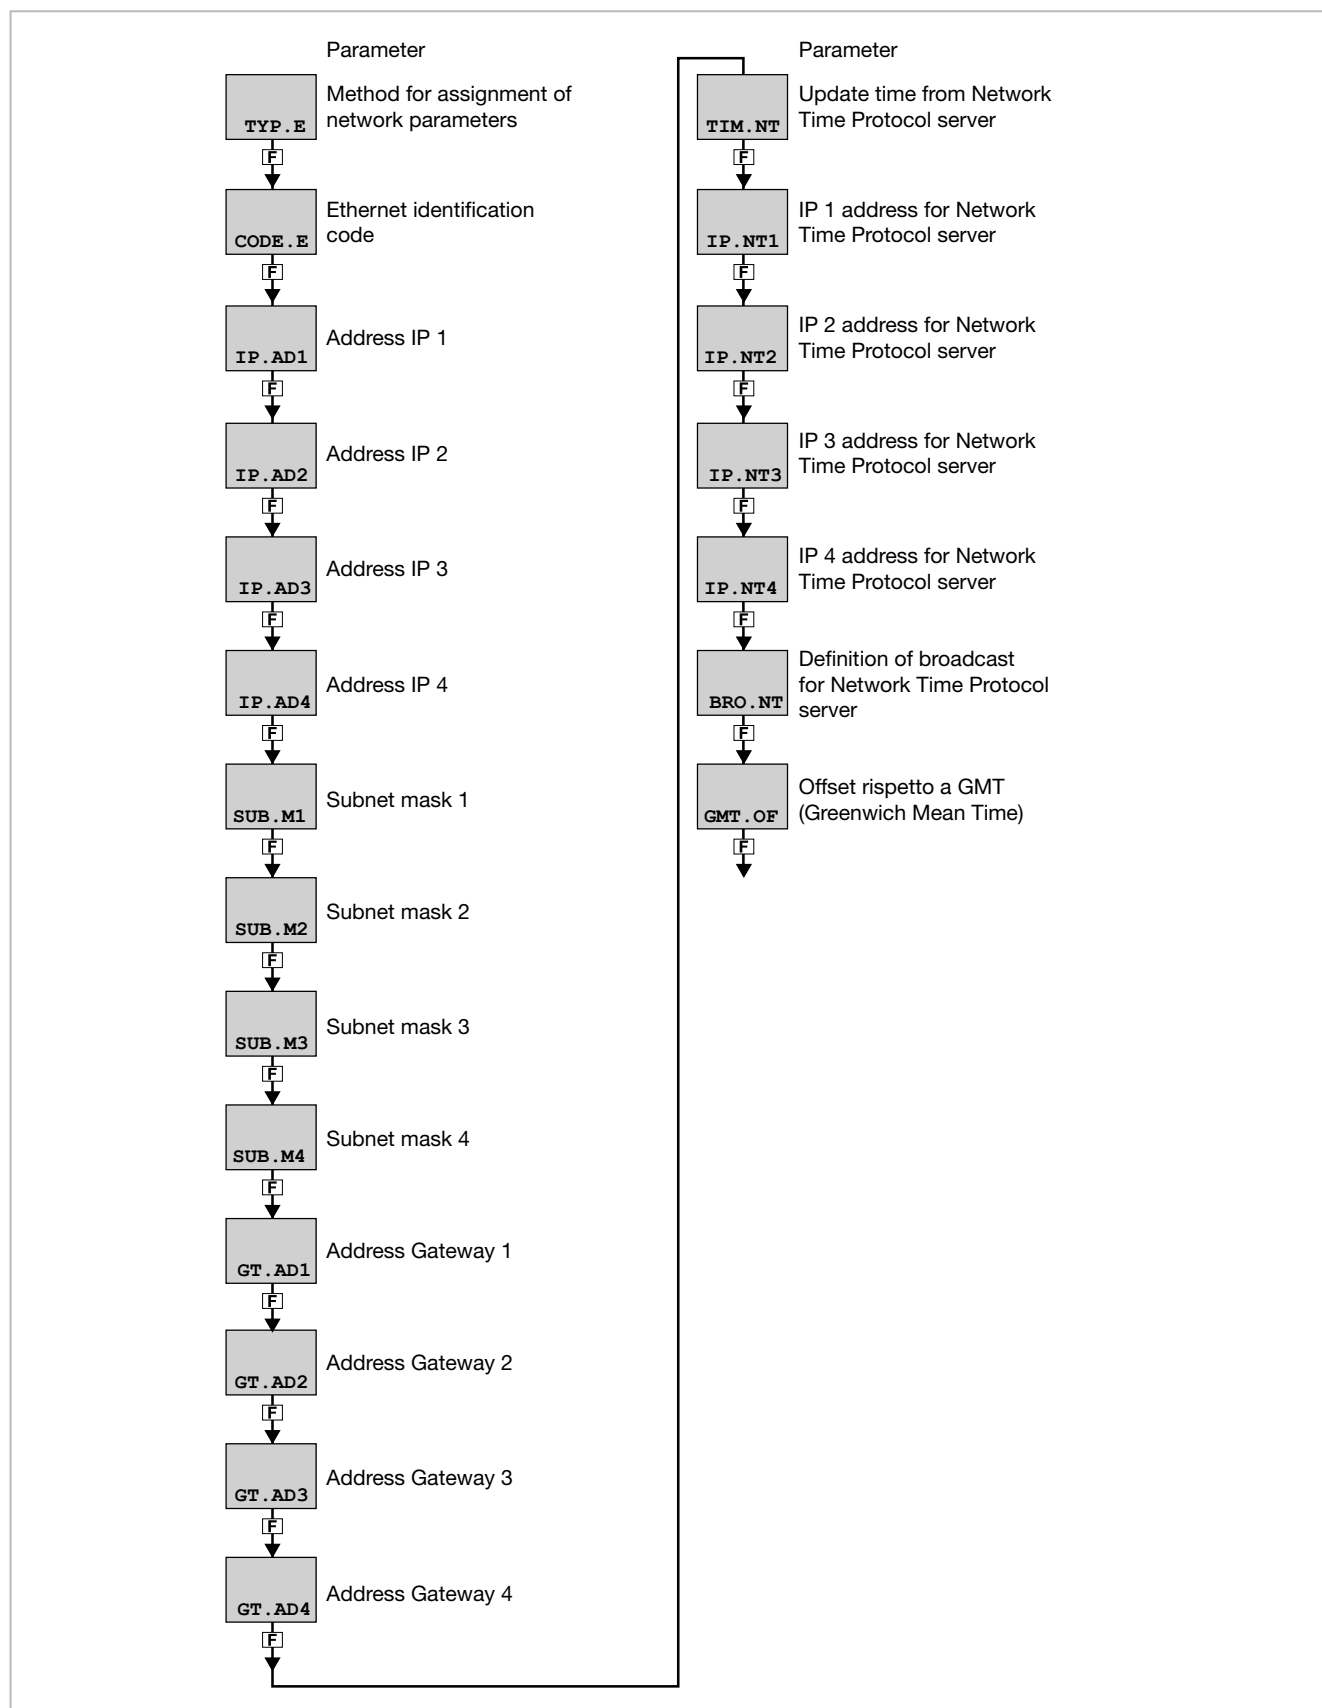 Parameter
Method for assignment of
network parameters
TYP.E
F
Ethernet identification
code
CODE.E
F
Address IP 1
IP.AD1
F
Address IP 2
IP.AD2
F
Address IP 3
IP.AD3
F
Address IP 4
IP.AD4
F
Subnet mask 1
SUB.M1
F
Subnet mask 2
SUB.M2
F
Subnet mask 3
SUB.M3
F
Subnet mask 4
SUB.M4
F
Address Gateway 1
GT.AD1
F
Address Gateway 2
GT.AD2
F
Address Gateway 3
GT.AD3
F
Address Gateway 4
GT.AD4
F
Parameter
Update time from Network
Time Protocol server
TIM.NT
F
IP 1 address for Network
Time Protocol server
IP.NT1
F
IP 2 address for Network
Time Protocol server
IP.NT2
F
IP 3 address for Network
Time Protocol server
IP.NT3
F
IP 4 address for Network
Time Protocol server
IP.NT4
F
Definition of broadcast
for Network Time Protocol
server
BRO.NT
F
Offset rispetto a GMT
(Greenwich Mean Time)
GMT.OF
F